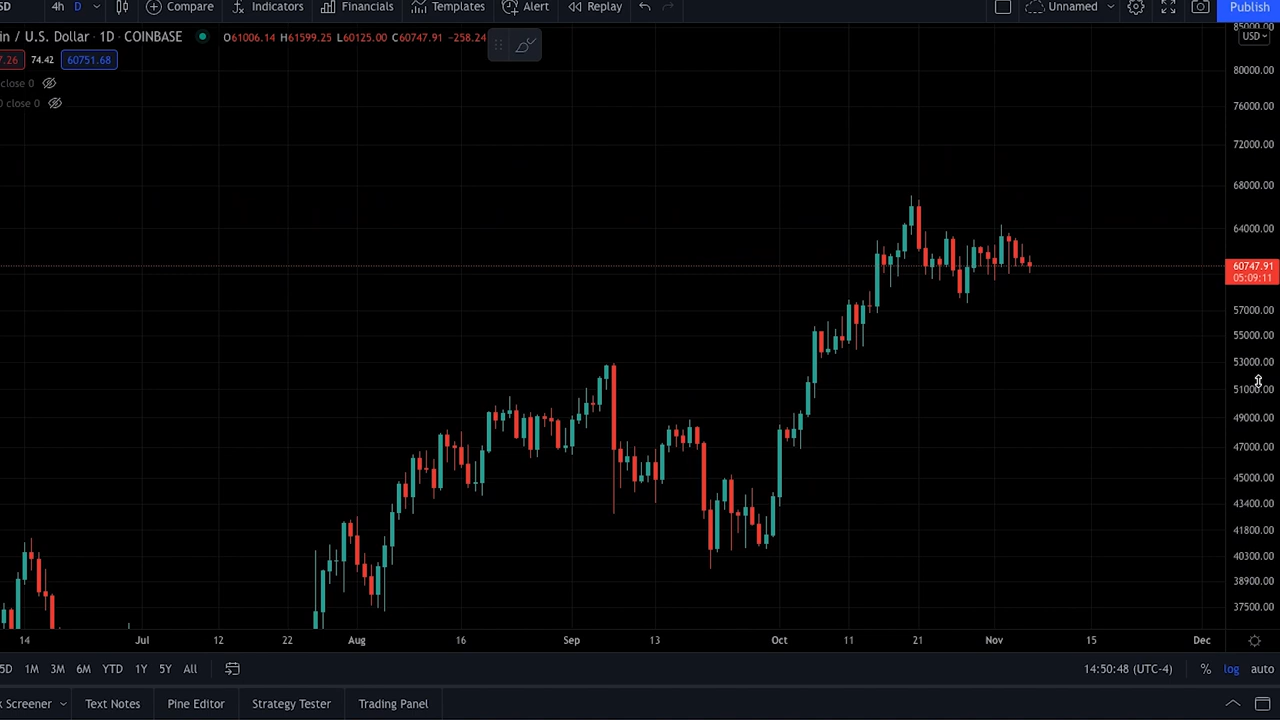 SD 4h D Compare Indicators Financials Templates Alert Replay Unnamed Publish
in / U.S. Dollar · 1D · COINBASE O61006.14 H61599.25 L60125.00 C60747.91 −258.24
7.26 74.42 60751.68
close 0
close 0
USD
85000.00
80000.00
76000.00
72000.00
68000.00
64000.00
60747.91
05:09:11
57000.00
55000.00
53000.00
51000.00
49000.00
47000.00
45000.00
43400.00
41800.00
40300.00
38900.00
37500.00
14 Jul 12 22 Aug 16 Sep 13 Oct 11 21 Nov 15 Dec
5D 1M 3M 6M YTD 1Y 5Y All 14:50:48 (UTC-4) % log auto
Screener Text Notes Pine Editor Strategy Tester Trading Panel